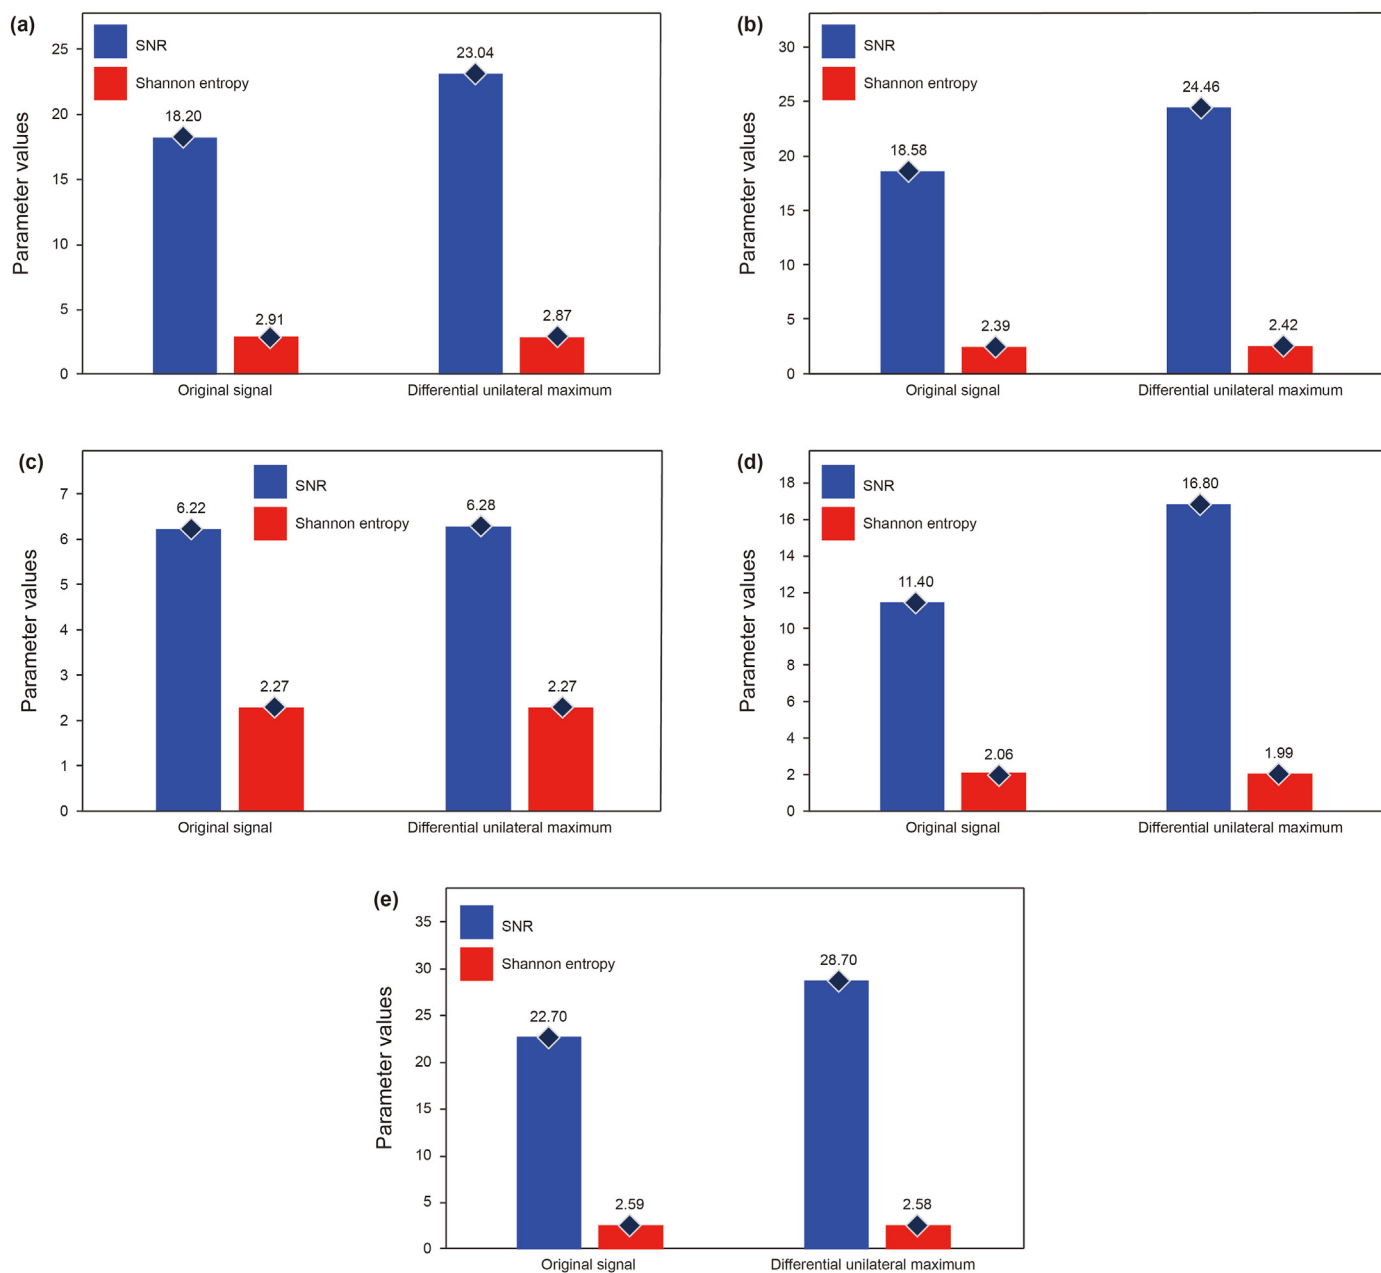 (a)
SNR
Shannon entropy
Parameter values
25
20
15
10
5
0
18.20
2.91
23.04
2.87
Original signal
Differential unilateral maximum
(b)
SNR
Shannon entropy
Parameter values
30
25
20
15
10
5
0
18.58
2.39
24.46
2.42
Original signal
Differential unilateral maximum
(c)
SNR
Shannon entropy
Parameter values
7
6
5
4
3
2
1
0
6.22
2.27
6.28
2.27
Original signal
Differential unilateral maximum
(d)
SNR
Shannon entropy
Parameter values
18
16
14
12
10
8
6
4
2
0
11.40
2.06
16.80
1.99
Original signal
Differential unilateral maximum
(e)
SNR
Shannon entropy
Parameter values
35
30
25
20
15
10
5
0
22.70
2.59
28.70
2.58
Original signal
Differential unilateral maximum